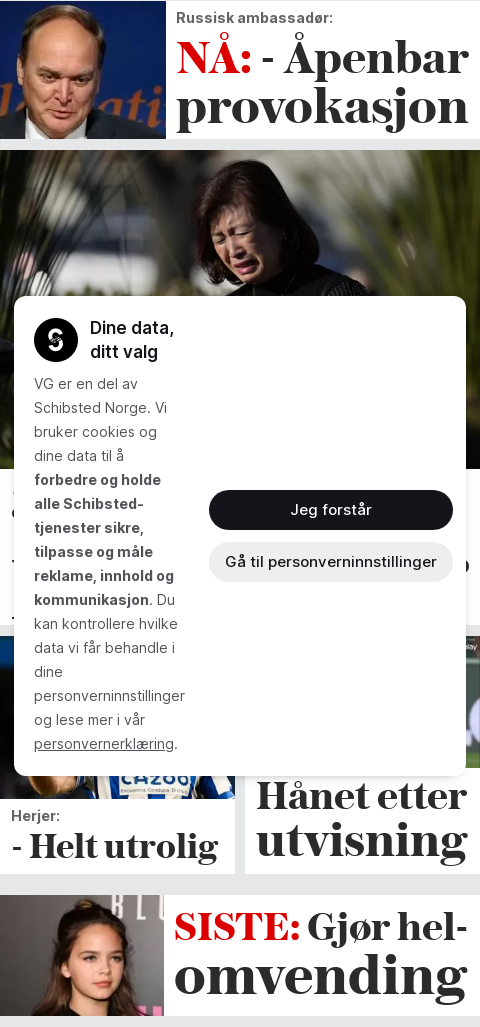 Russisk ambassadør:
NÅ: - Åpenbar
provokasjon
Dine data,
ditt valg
VG er en del av
Schibsted Norge. Vi
bruker cookies og
dine data til å
forbedre og holde
alle Schibsted-
tjenester sikre,
tilpasse og måle
reklame, innhold og
kommunikasjon. Du
kan kontrollere hvilke
data vi får behandle i
dine
personverninnstillinger
og lese mer i vår
personvernerklæring.
Jeg forstår
Gå til personverninnstillinger
Herjer:
- Helt utrolig
Hånet etter
utvisning
SISTE: Gjør hel-
omvending